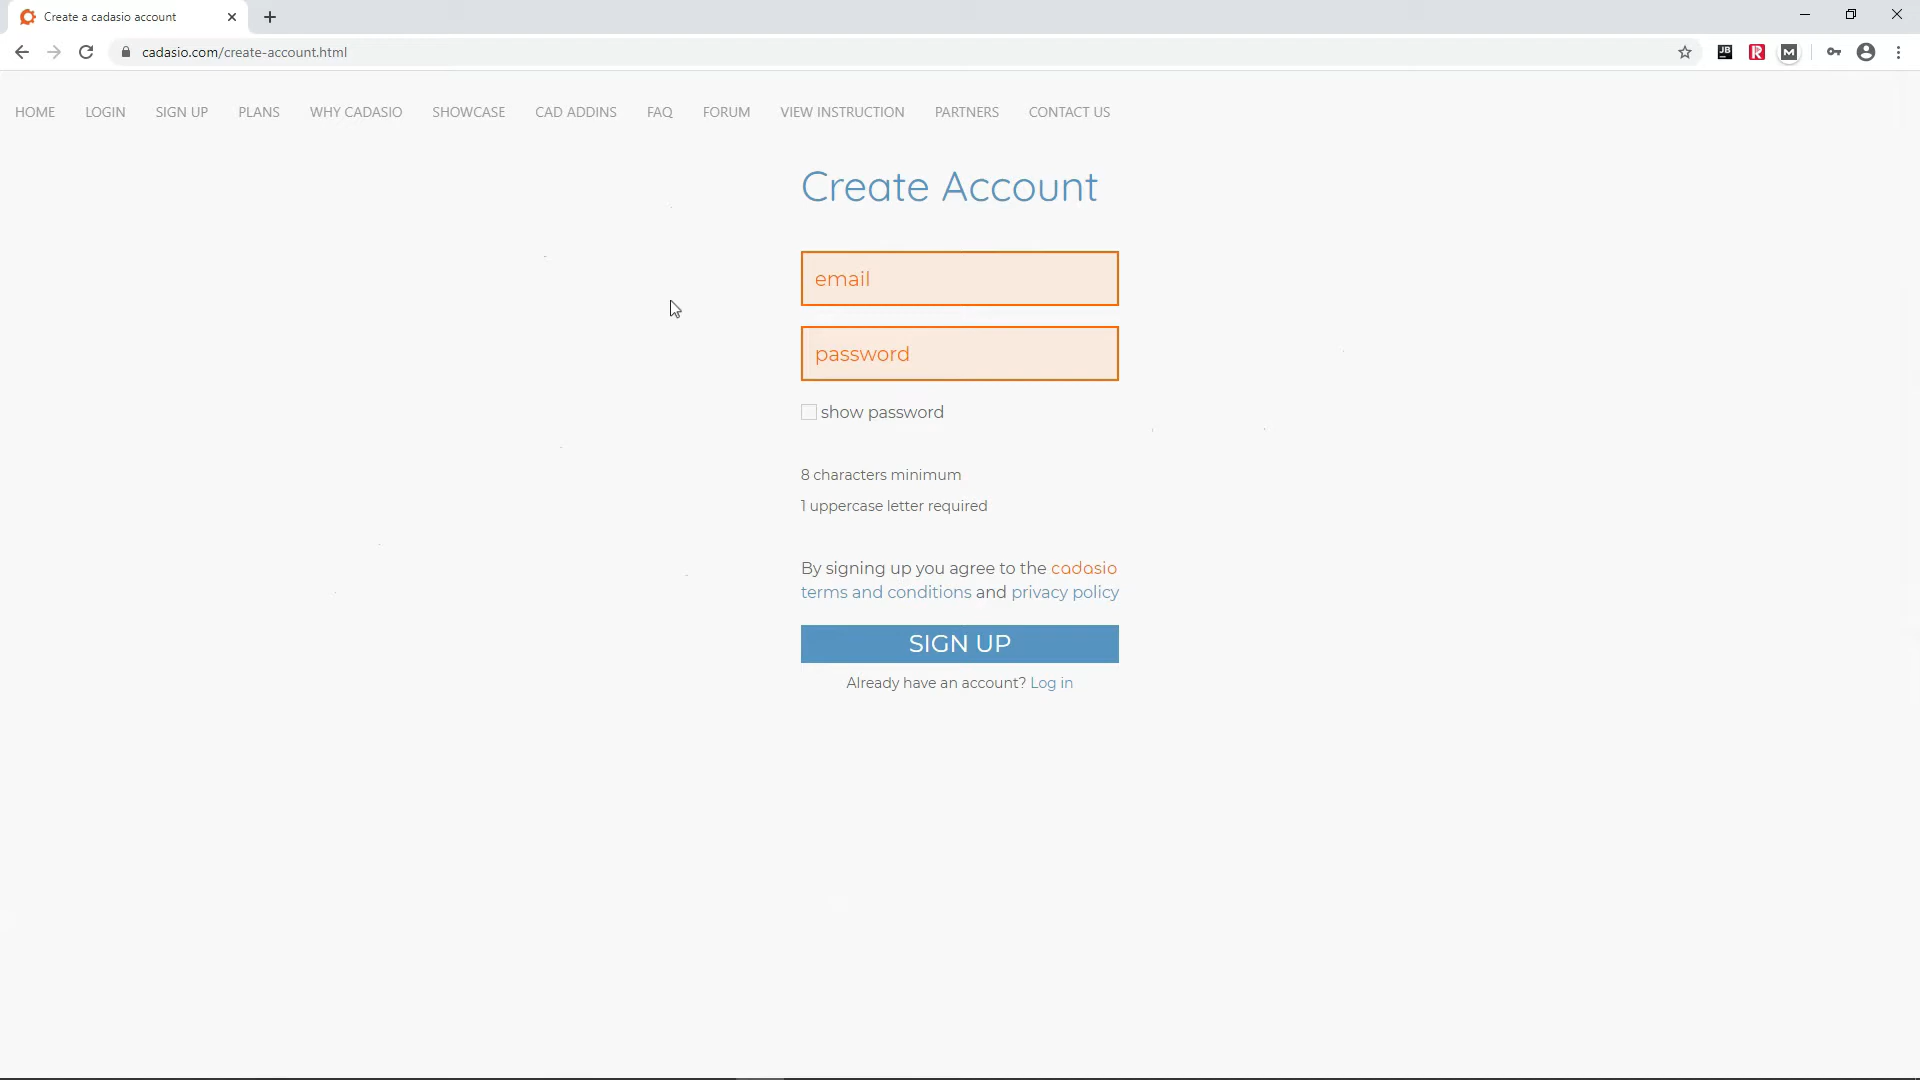 Create a cadasio account
cadasio.com/create-account.html
HOME LOGIN SIGN UP PLANS WHY CADASIO SHOWCASE CAD ADDINS FAQ FORUM VIEW INSTRUCTION PARTNERS CONTACT US
Create Account
email
password
show password
8 characters minimum
1 uppercase letter required
By signing up you agree to the cadasio
terms and conditions and privacy policy
SIGN UP
Already have an account? Log in